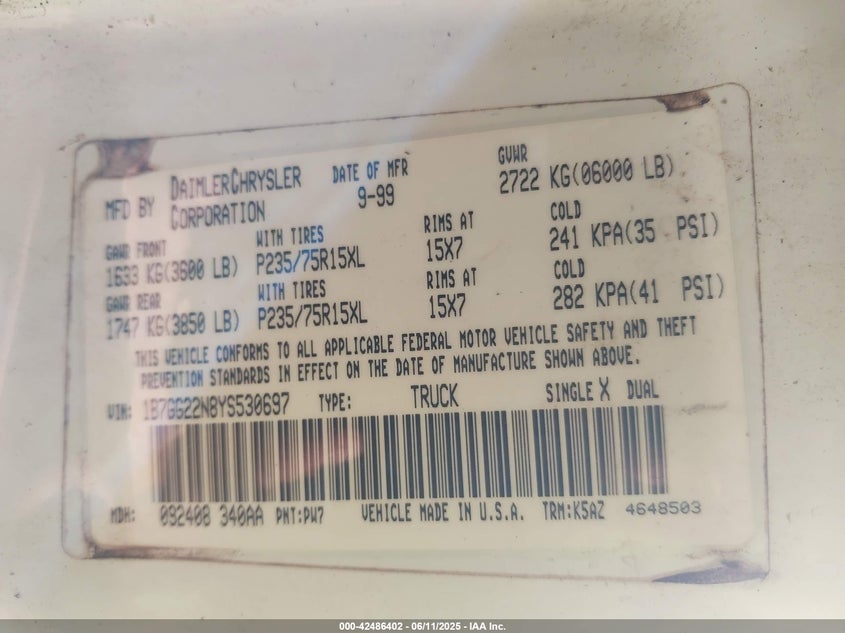 MFD BY DAIMLERCHRYSLER CORPORATION DATE OF MFR 9-99 GVWR 2722 KG(06000 LB)
GAWR FRONT WITH TIRES RIMS AT COLD
1633 KG(3600 LB) P235/75R15XL 15X7 241 KPA(35 PSI)
GAWR REAR WITH TIRES RIMS AT COLD
1747 KG(3850 LB) P235/75R15XL 15X7 282 KPA(41 PSI)
THIS VEHICLE CONFORMS TO ALL APPLICABLE FEDERAL MOTOR VEHICLE SAFETY AND THEFT
PREVENTION STANDARDS IN EFFECT ON THE DATE OF MANUFACTURE SHOWN ABOVE.
VIN: 1B7GG22N8YS530697 TYPE: TRUCK SINGLE X DUAL
MDH: 092408 340AA PNT:PW7 VEHICLE MADE IN U.S.A. TRM:K5AZ 4648503
000-42486402 - 06/11/2025 - IAA Inc.